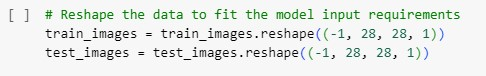 [ ] # Reshape the data to fit the model input requirements
train_images = train_images.reshape((-1, 28, 28, 1))
test_images = test_images.reshape((-1, 28, 28, 1))